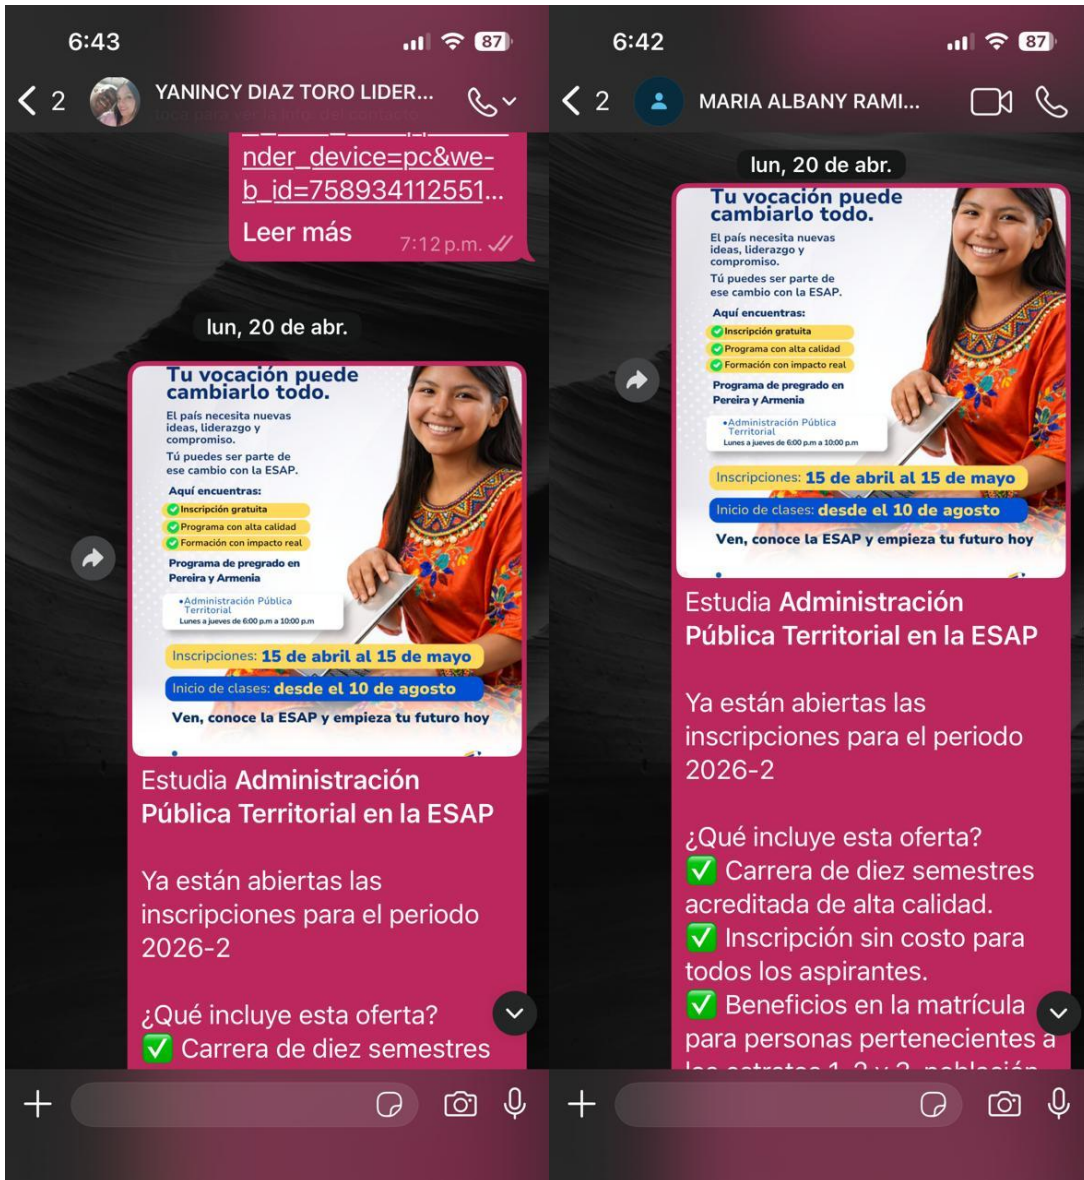 6:43
87
2
YANINCY DIAZ TORO LIDER...
toca para ver la info. del contacto
nder_device=pc&we-
b_id=758934112551...
Leer más
7:12 p.m.
lun, 20 de abr.
Tu vocación puede
cambiarlo todo.
El país necesita nuevas
ideas, liderazgo y
compromiso.
Tú puedes ser parte de
ese cambio con la ESAP.
Aquí encuentras:
Inscripción gratuita
Programa con alta calidad
Formación con impacto real
Programa de pregrado en
Pereira y Armenia
•Administración Pública
Territorial
Lunes a jueves de 6:00 p.m a 10:00 p.m
Inscripciones: 15 de abril al 15 de mayo
Inicio de clases: desde el 10 de agosto
Ven, conoce la ESAP y empieza tu futuro hoy
Estudia Administración
Pública Territorial en la ESAP
Ya están abiertas las
inscripciones para el periodo
2026-2
¿Qué incluye esta oferta?
✅ Carrera de diez semestres
6:42
87
2
MARIA ALBANY RAMI...
lun, 20 de abr.
Tu vocación puede
cambiarlo todo.
El país necesita nuevas
ideas, liderazgo y
compromiso.
Tú puedes ser parte de
ese cambio con la ESAP.
Aquí encuentras:
Inscripción gratuita
Programa con alta calidad
Formación con impacto real
Programa de pregrado en
Pereira y Armenia
•Administración Pública
Territorial
Lunes a jueves de 6:00 p.m a 10:00 p.m
Inscripciones: 15 de abril al 15 de mayo
Inicio de clases: desde el 10 de agosto
Ven, conoce la ESAP y empieza tu futuro hoy
Estudia Administración
Pública Territorial en la ESAP
Ya están abiertas las
inscripciones para el periodo
2026-2
¿Qué incluye esta oferta?
✅ Carrera de diez semestres
acreditada de alta calidad.
✅ Inscripción sin costo para
todos los aspirantes.
✅ Beneficios en la matrícula
para personas pertenecientes a
los estratos 1, 2 y 3, población